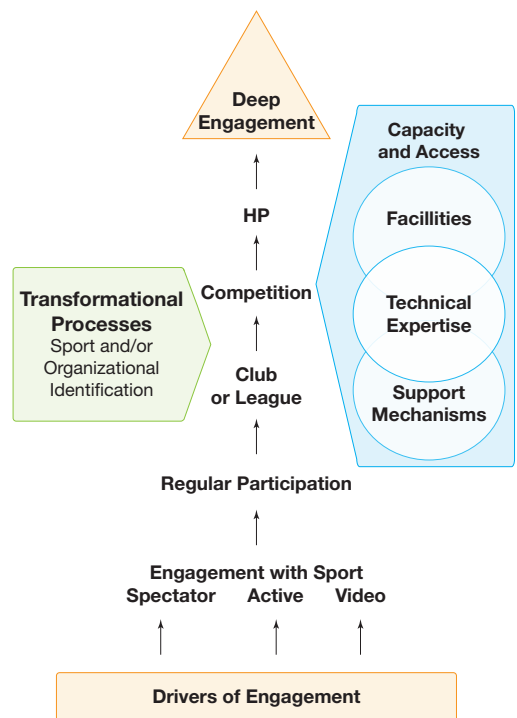 Deep
Engagement
Capacity
and Access
HP
Facillities
Transformational
Processes
Sport and/or
Organizational
Identification
Competition
Technical
Expertise
Club
or League
Support
Mechanisms
Regular Participation
Engagement with Sport
Spectator Active Video
Drivers of Engagement